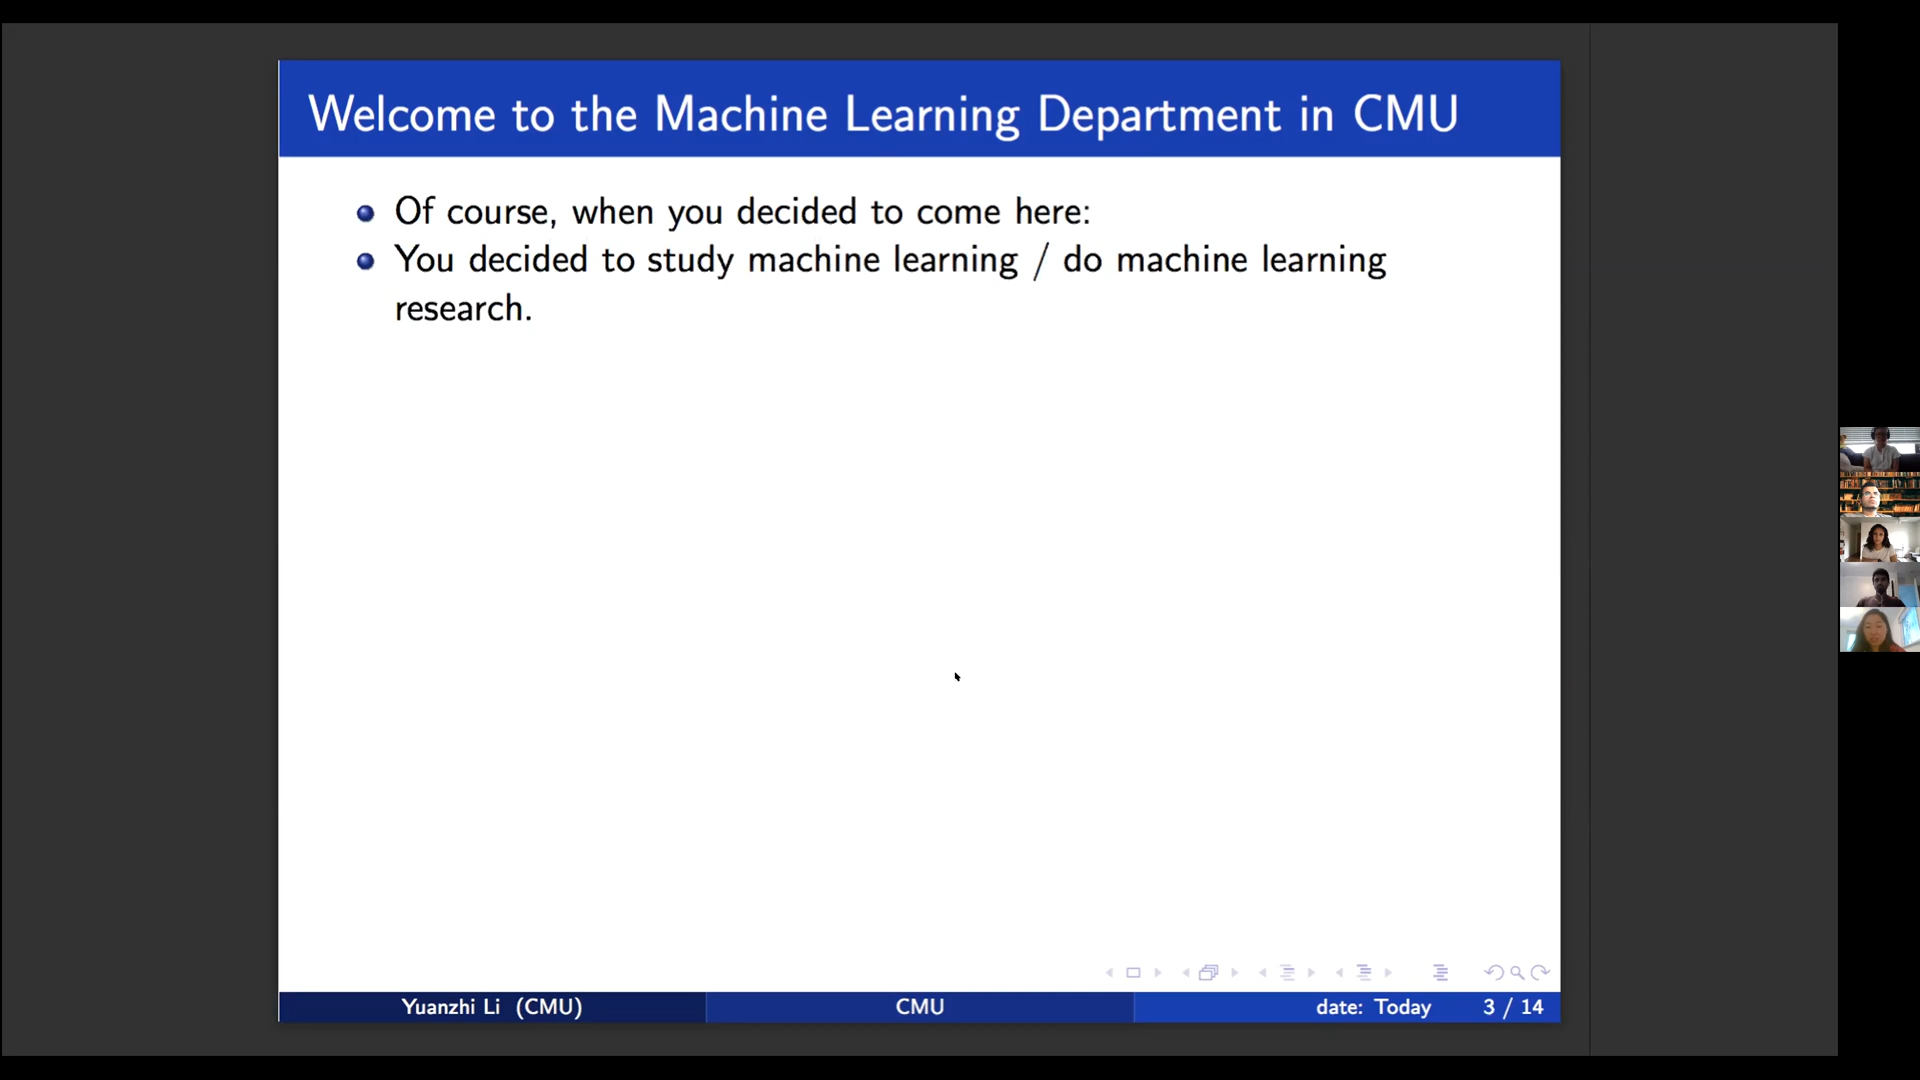 Welcome to the Machine Learning Department in CMU
Of course, when you decided to come here:
You decided to study machine learning / do machine learning
research.
Yuanzhi Li (CMU) CMU date: Today 3 / 14